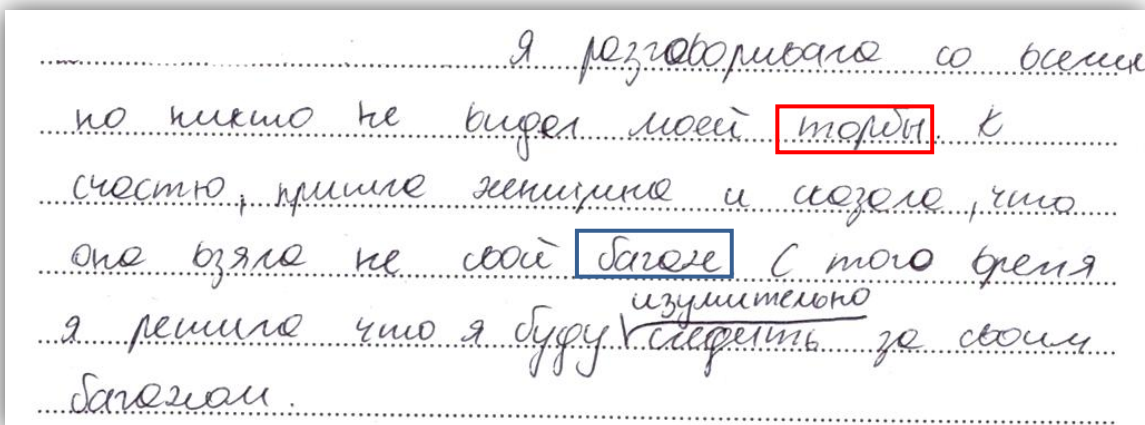 Я разговаривала со всеми
но никто не видел моей торбы. К
счастю, пришла женщина и сказала, что
она взяла не свой багаж С того время
изумительно
я решила что я буду следить за своим
багажом.